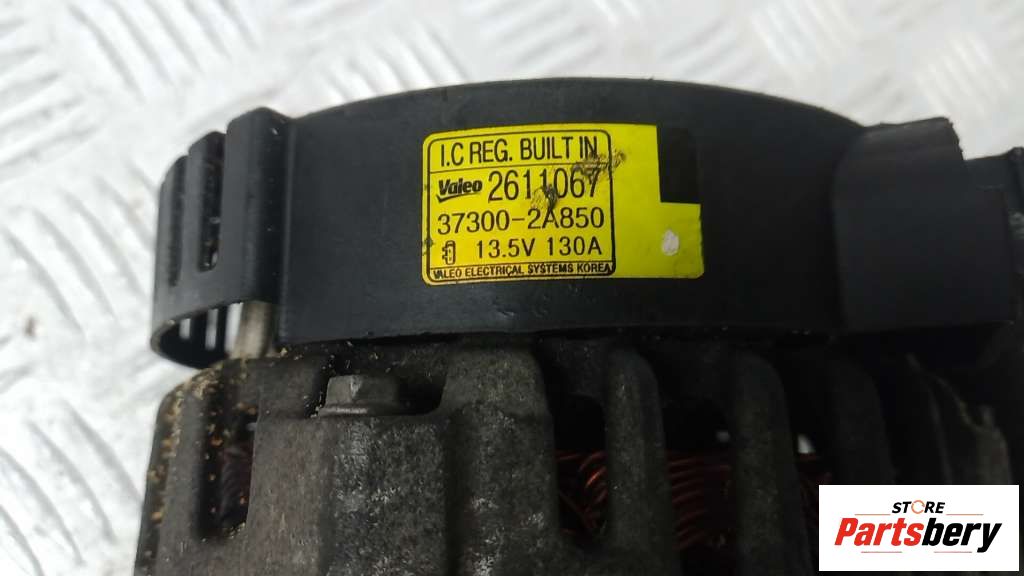 I.C REG. BUILT IN
Valeo 2611067
37300-2A850
13.5V 130A
VALEO ELECTRICAL SYSTEMS KOREA
STORE
Partsbery